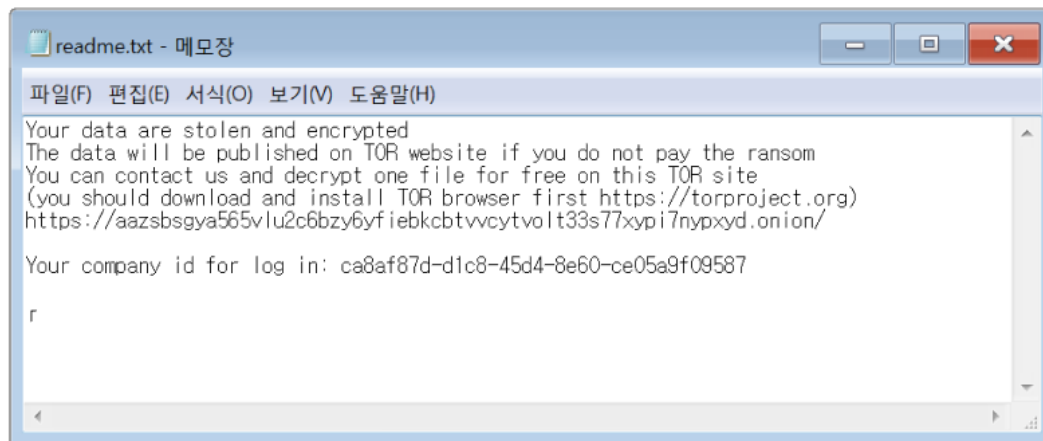 readme.txt - 메모장
파일(F) 편집(E) 서식(O) 보기(V) 도움말(H)
Your data are stolen and encrypted
The data will be published on TOR website if you do not pay the ransom
You can contact us and decrypt one file for free on this TOR site
(you should download and install TOR browser first https://torproject.org)
https://aazsbsgya565vlu2c6bzy6yfiebkcbtvvcytvolt33s77xypi7nypxyd.onion/
Your company id for log in: ca8af87d-d1c8-45d4-8e60-ce05a9f09587
r